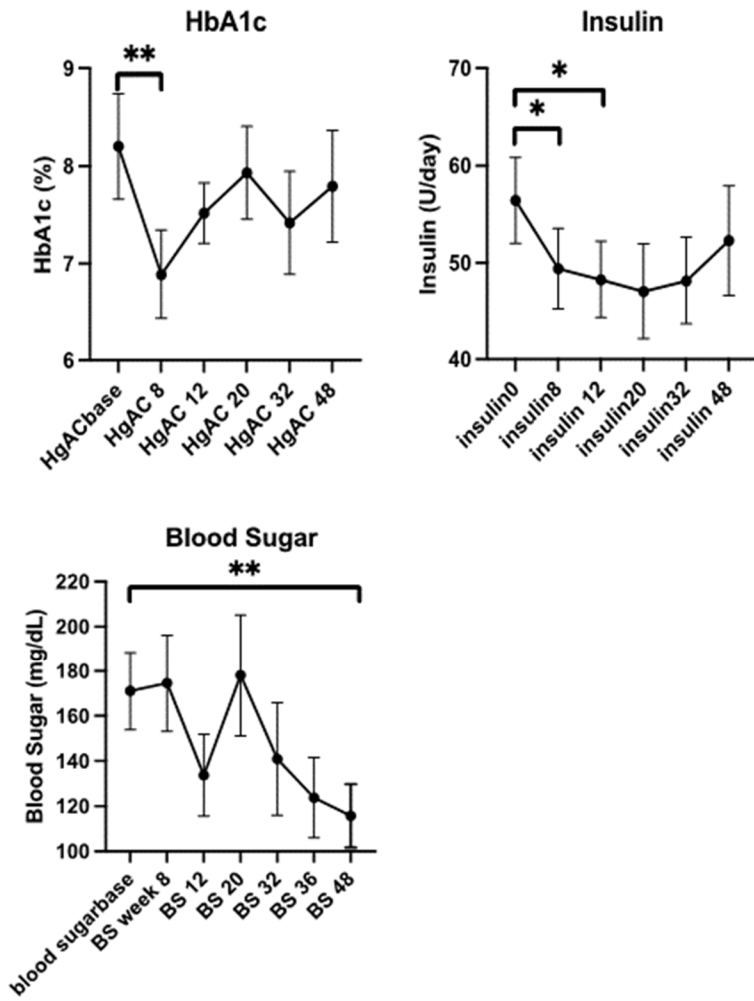 HbA1c
**
9
8
7
6
HbA1c (%)
HgACbase
HgAC 8
HgAC 12
HgAC 20
HgAC 32
HgAC 48
Insulin
*
*
70
60
50
40
Insulin (U/day)
insulin0
insulin8
insulin 12
insulin20
insulin32
insulin 48
Blood Sugar
**
220
200
180
160
140
120
100
Blood Sugar (mg/dL)
blood sugarbase
BS week 8
BS 12
BS 20
BS 32
BS 36
BS 48